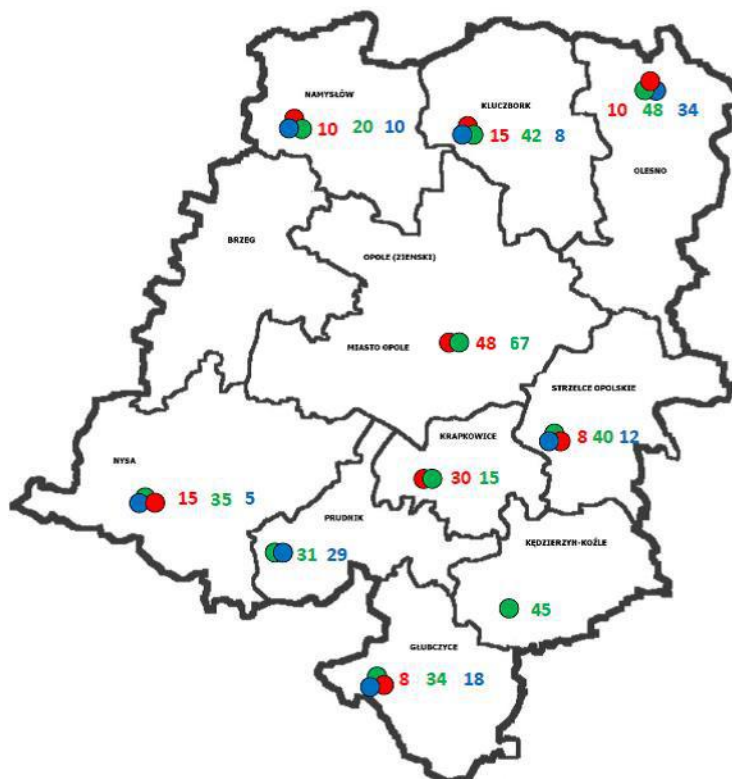 NAMYSŁÓW
10 20 10
KLUCZBORK
15 42 8
10 48 34
OLESNO
BRZEG
OPOLE (ZIEMSKI)
MIASTO OPOLE
48 67
STRZELCE OPOLSKIE
8 40 12
KRAPKOWICE
30 15
NYSA
15 35 5
PRUDNIK
31 29
KĘDZIERZYN-KOŹLE
45
GŁUBCZYCE
8 34 18